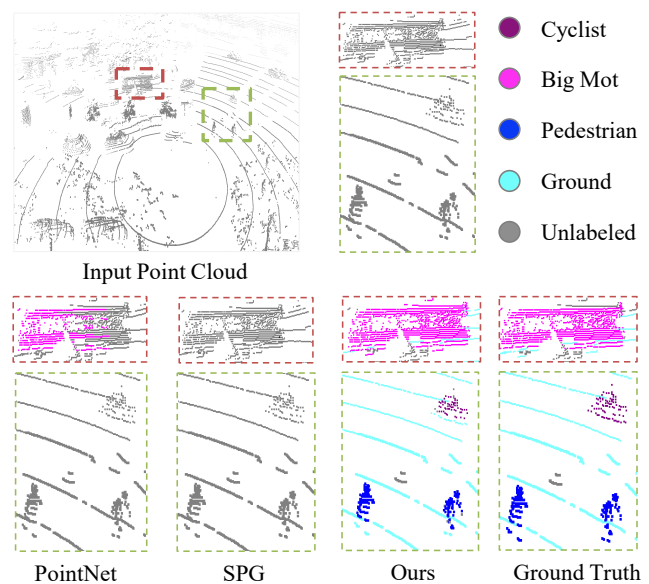 Cyclist
Big Mot
Pedestrian
Ground
Unlabeled
Input Point Cloud
PointNet
SPG
Ours
Ground Truth